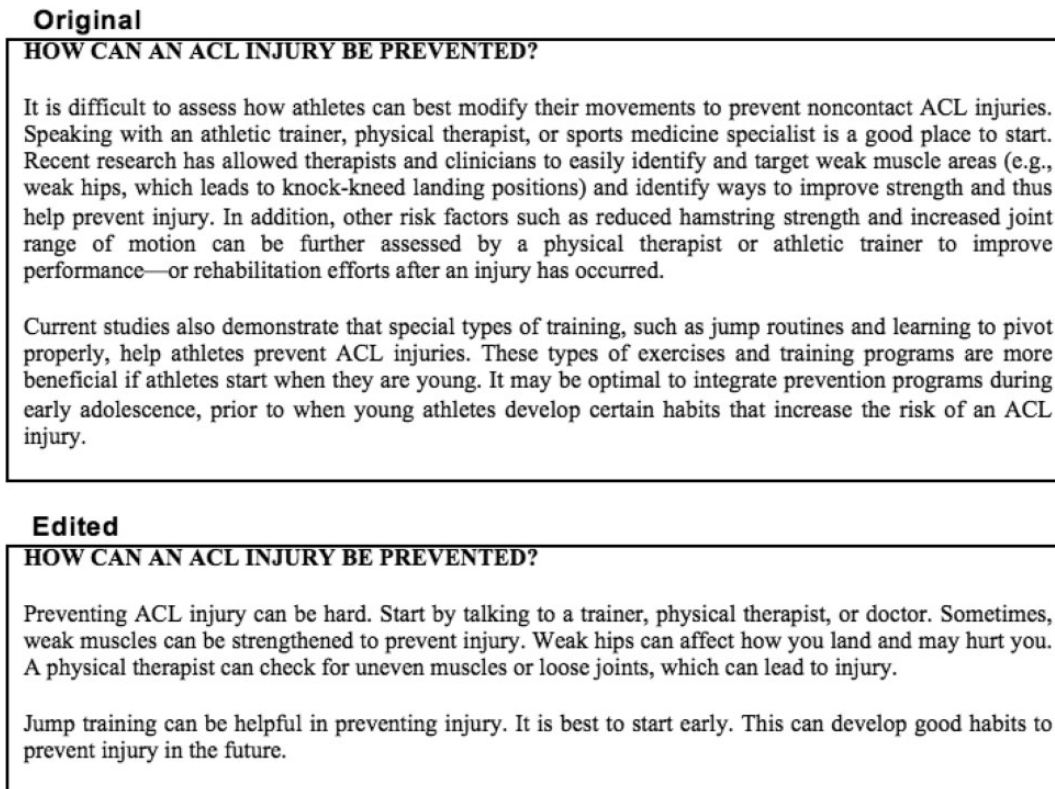 Original
HOW CAN AN ACL INJURY BE PREVENTED?
It is difficult to assess how athletes can best modify their movements to prevent noncontact ACL injuries.
Speaking with an athletic trainer, physical therapist, or sports medicine specialist is a good place to start.
Recent research has allowed therapists and clinicians to easily identify and target weak muscle areas (e.g.,
weak hips, which leads to knock-kneed landing positions) and identify ways to improve strength and thus
help prevent injury. In addition, other risk factors such as reduced hamstring strength and increased joint
range of motion can be further assessed by a physical therapist or athletic trainer to improve
performance—or rehabilitation efforts after an injury has occurred.
Current studies also demonstrate that special types of training, such as jump routines and learning to pivot
properly, help athletes prevent ACL injuries. These types of exercises and training programs are more
beneficial if athletes start when they are young. It may be optimal to integrate prevention programs during
early adolescence, prior to when young athletes develop certain habits that increase the risk of an ACL
injury.
Edited
HOW CAN AN ACL INJURY BE PREVENTED?
Preventing ACL injury can be hard. Start by talking to a trainer, physical therapist, or doctor. Sometimes,
weak muscles can be strengthened to prevent injury. Weak hips can affect how you land and may hurt you.
A physical therapist can check for uneven muscles or loose joints, which can lead to injury.
Jump training can be helpful in preventing injury. It is best to start early. This can develop good habits to
prevent injury in the future.